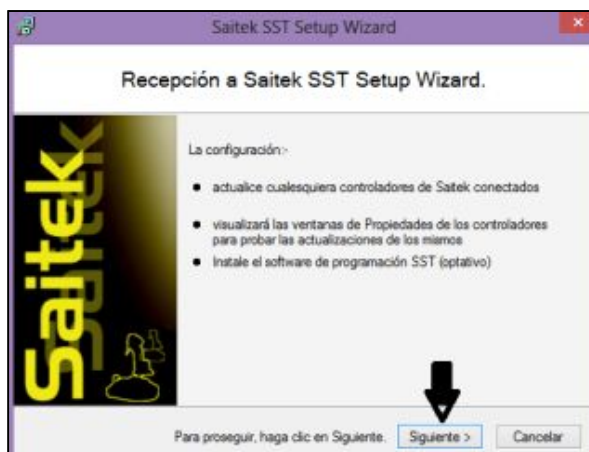 Saitek SST Setup Wizard
Recepción a Saitek SST Setup Wizard.
Saitek
Saitek
La configuración:-
actualice cualesquiera controladores de Saitek conectados
visualizará las ventanas de Propiedades de los controladores
para probar las actualizaciones de los mismos
Instale el software de programación SST (optativo)
Para proseguir, haga clic en Siguiente.
Siguiente >
Cancelar